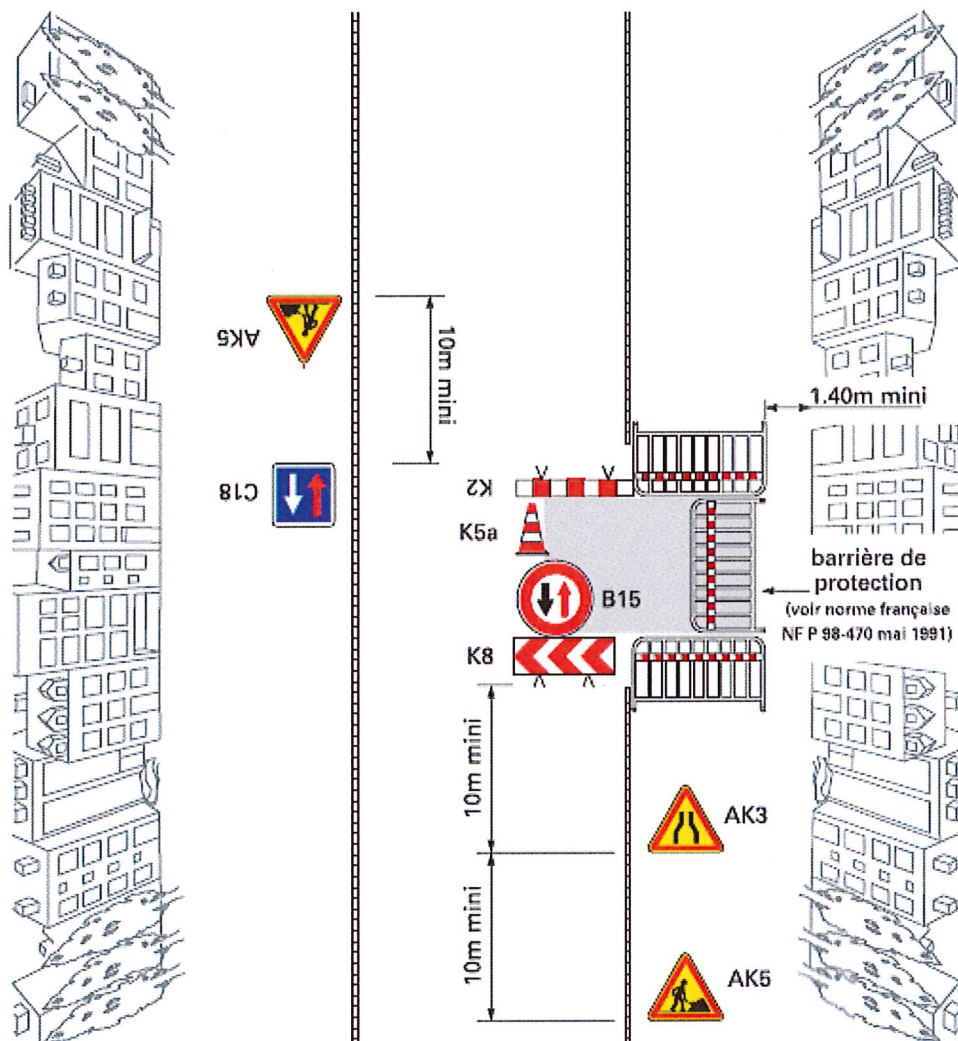 AK5
10m mini
C18
1.40m mini
K2
K5a
B15
K8
barrière de
protection
(voir norme française
NF P 98-470 mai 1991)
10m mini
AK3
10m mini
AK5